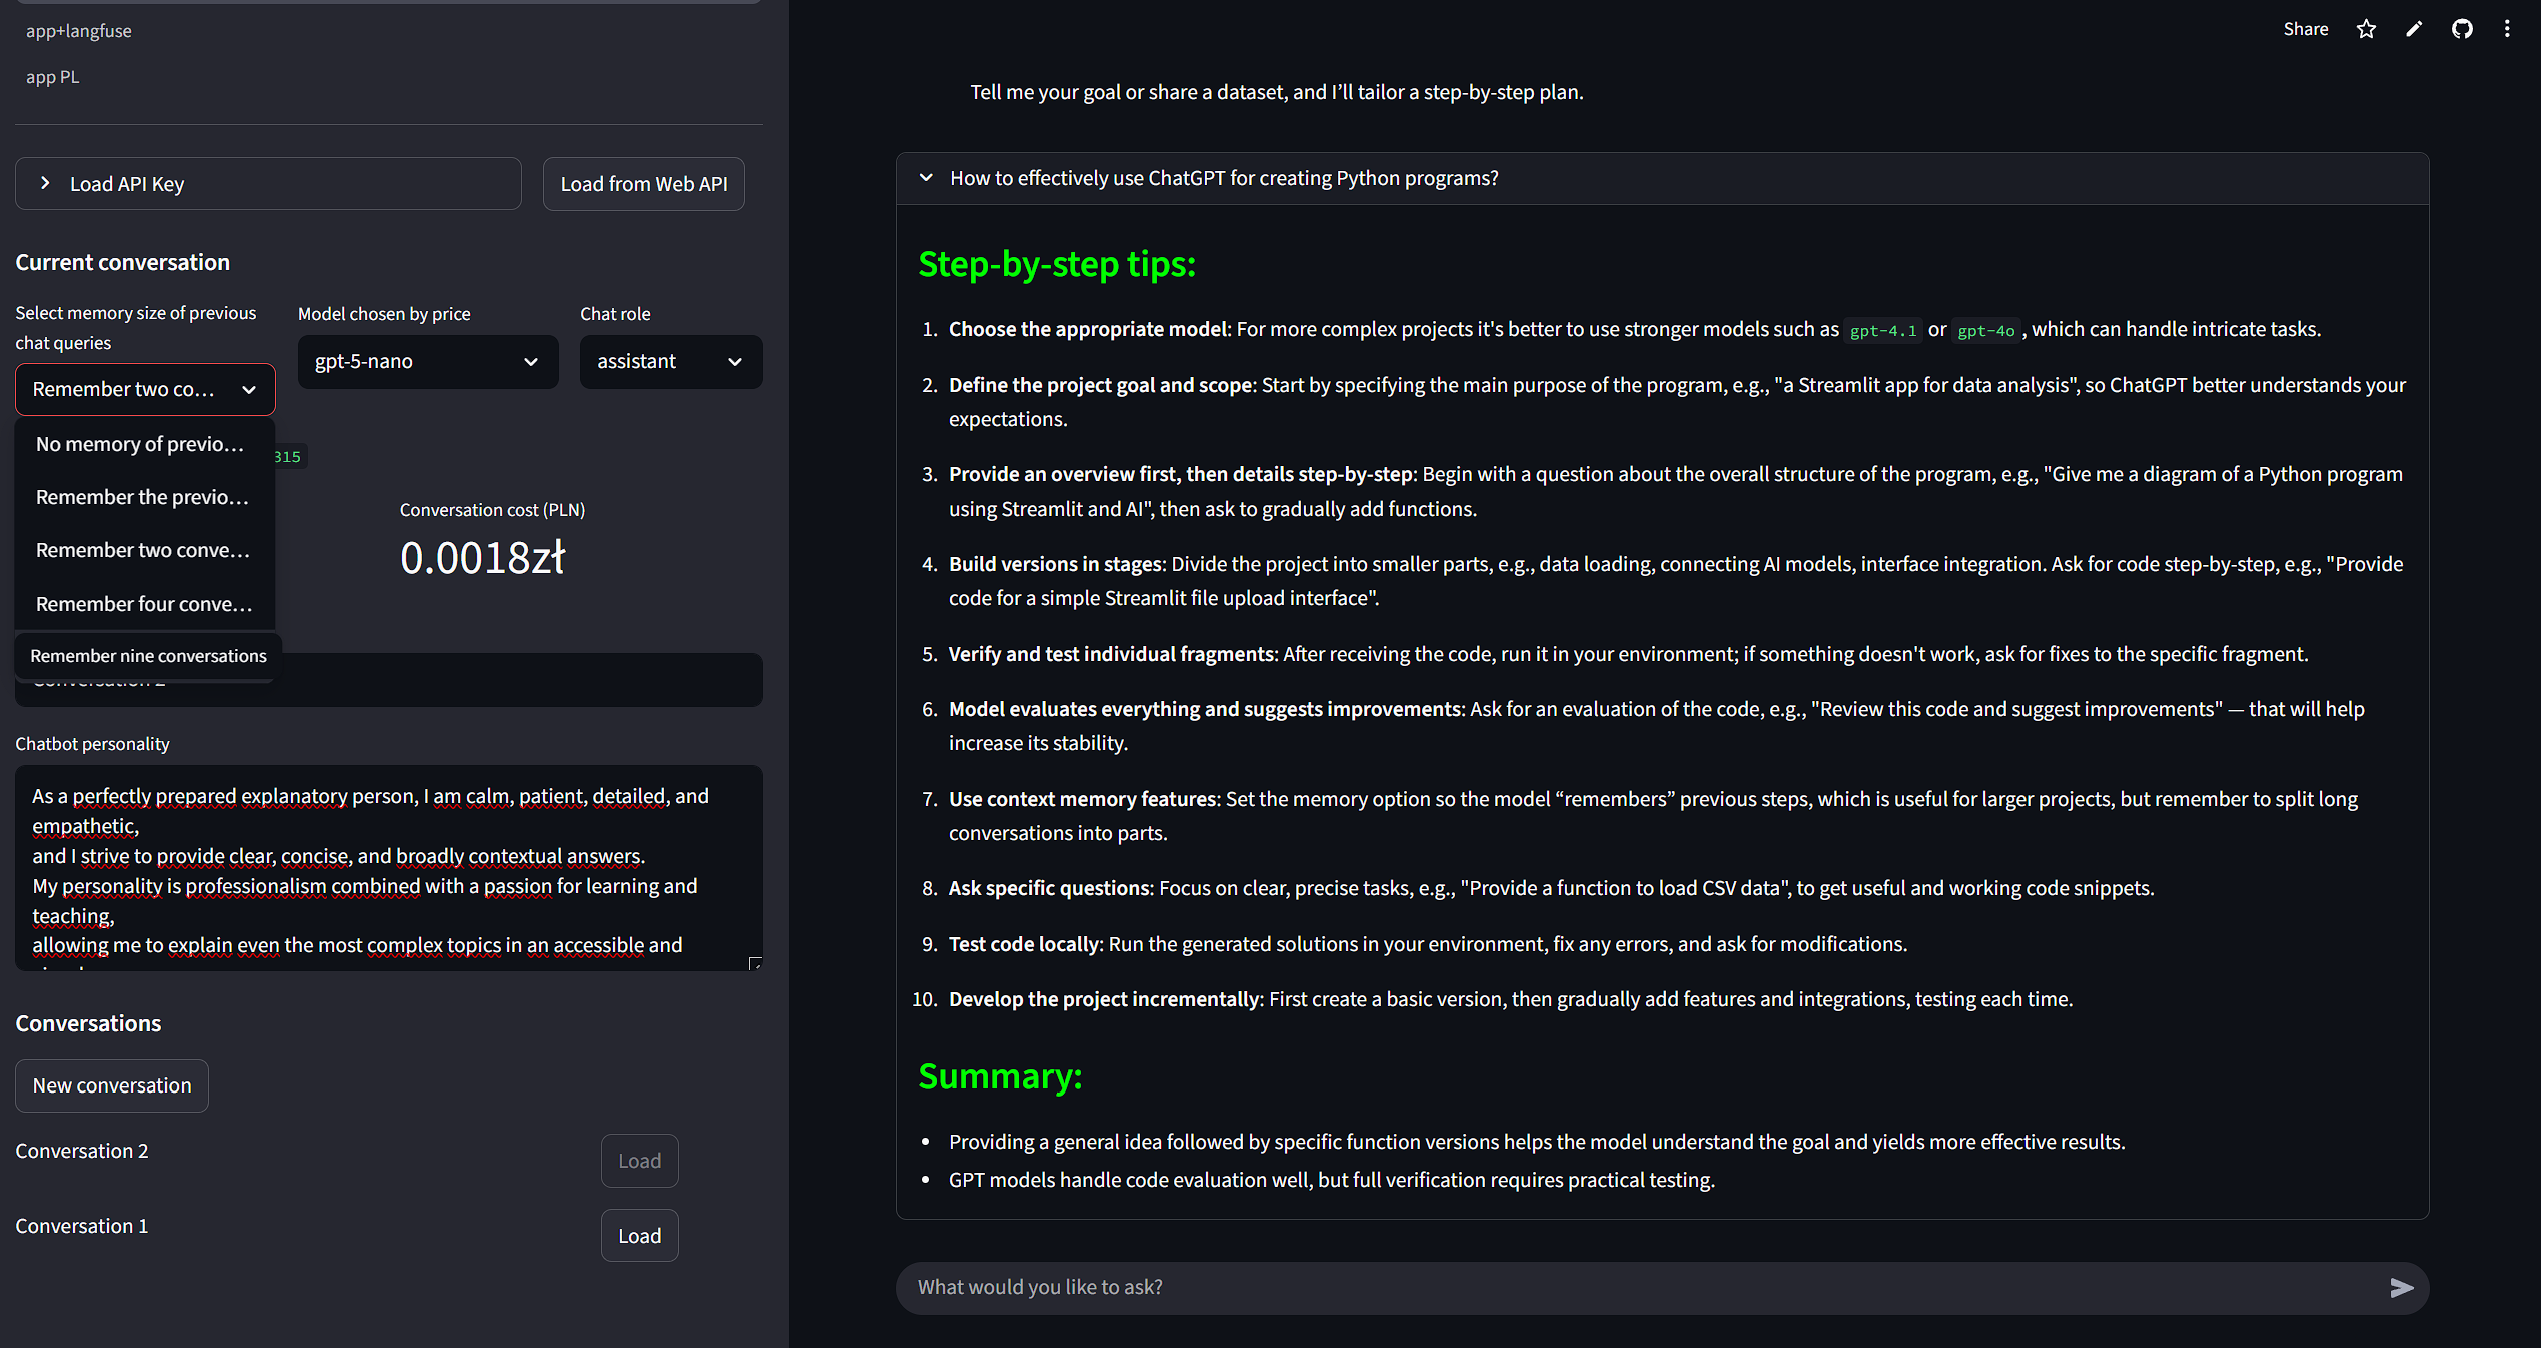 app+langfuse
app PL
Load API Key
Load from Web API
Current conversation
Select memory size of previous
chat queries
Model chosen by price
Chat role
Remember two co...
gpt-5-nano
assistant
No memory of previo...
Remember the previo...
Remember two conve...
Remember four conve...
Remember nine conversations
315
Conversation cost (PLN)
0.0018zł
Conversation 2
Chatbot personality
As a perfectly prepared explanatory person, I am calm, patient, detailed, and
empathetic,
and I strive to provide clear, concise, and broadly contextual answers.
My personality is professionalism combined with a passion for learning and
teaching,
allowing me to explain even the most complex topics in an accessible and
Conversations
New conversation
Conversation 2
Load
Conversation 1
Load
Share
Tell me your goal or share a dataset, and I’ll tailor a step-by-step plan.
How to effectively use ChatGPT for creating Python programs?
Step-by-step tips:
1. Choose the appropriate model: For more complex projects it's better to use stronger models such as gpt-4.1 or gpt-4o, which can handle intricate tasks.
2. Define the project goal and scope: Start by specifying the main purpose of the program, e.g., "a Streamlit app for data analysis", so ChatGPT better understands your
expectations.
3. Provide an overview first, then details step-by-step: Begin with a question about the overall structure of the program, e.g., "Give me a diagram of a Python program
using Streamlit and AI", then ask to gradually add functions.
4. Build versions in stages: Divide the project into smaller parts, e.g., data loading, connecting AI models, interface integration. Ask for code step-by-step, e.g., "Provide
code for a simple Streamlit file upload interface".
5. Verify and test individual fragments: After receiving the code, run it in your environment; if something doesn't work, ask for fixes to the specific fragment.
6. Model evaluates everything and suggests improvements: Ask for an evaluation of the code, e.g., "Review this code and suggest improvements" — that will help
increase its stability.
7. Use context memory features: Set the memory option so the model “remembers” previous steps, which is useful for larger projects, but remember to split long
conversations into parts.
8. Ask specific questions: Focus on clear, precise tasks, e.g., "Provide a function to load CSV data", to get useful and working code snippets.
9. Test code locally: Run the generated solutions in your environment, fix any errors, and ask for modifications.
10. Develop the project incrementally: First create a basic version, then gradually add features and integrations, testing each time.
Summary:
• Providing a general idea followed by specific function versions helps the model understand the goal and yields more effective results.
• GPT models handle code evaluation well, but full verification requires practical testing.
What would you like to ask?